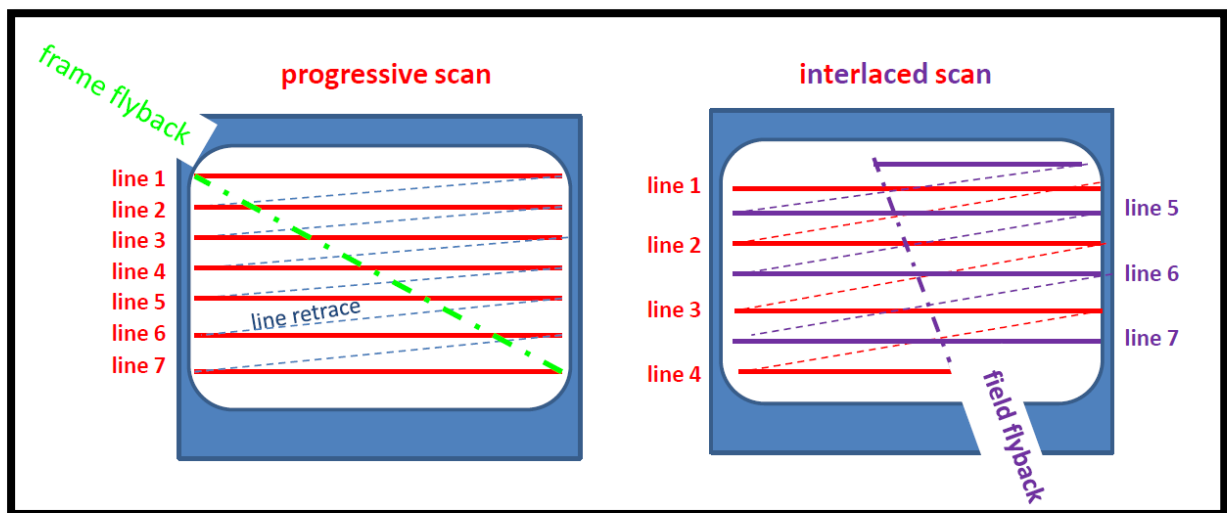 frame flyback
progressive scan
line 1
line 2
line 3
line 4
line 5
line 6
line 7
line retrace
interlaced scan
line 1
line 2
line 3
line 4
line 5
line 6
line 7
field flyback